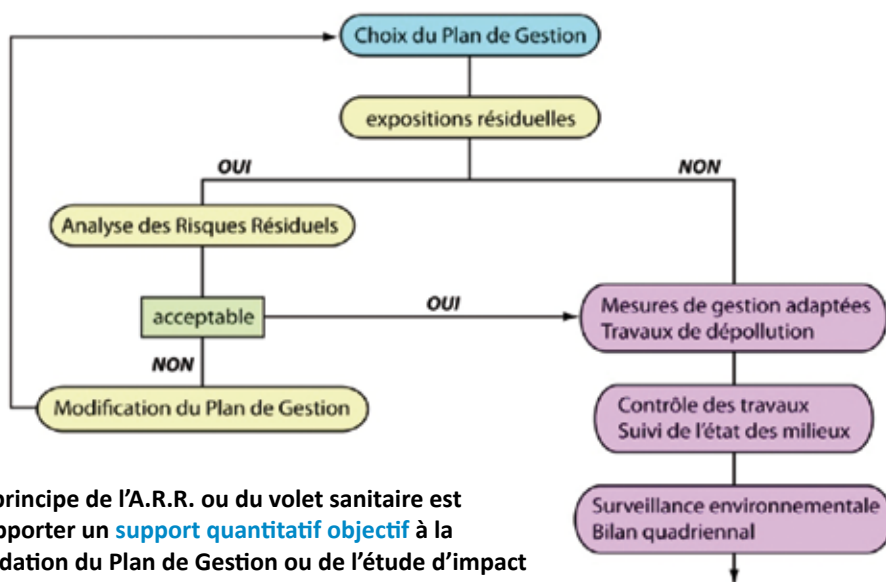 Choix du Plan de Gestion
expositions résiduelles
OUI
NON
Analyse des Risques Résiduels
acceptable
OUI
Mesures de gestion adaptées
Travaux de dépollution
NON
Modification du Plan de Gestion
Contrôle des travaux
Suivi de l'état des milieux
Surveillance environnementale
Bilan quadriennal
principe de l'A.R.R. ou du volet sanitaire est
pporter un support quantitatif objectif à la
dation du Plan de Gestion ou de l'étude d'impact